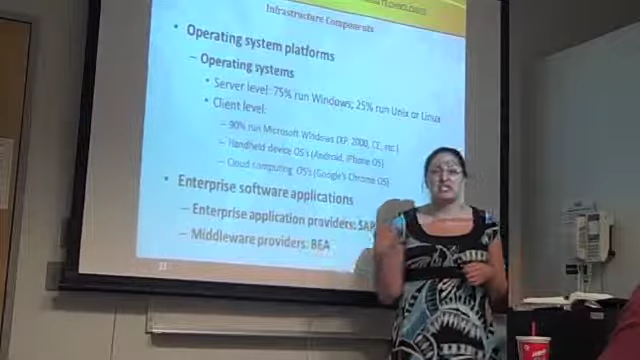 TECHNOLOGIES
Infrastructure Components
• Operating system platforms
– Operating systems
• Server level: 75% run Windows; 25% run Unix or Linux
• Client level:
– 90% run Microsoft Windows (XP, 2000, CE, etc.)
– Handheld device OS's (Android, iPhone OS)
– Cloud computing OS's (Google's Chrome OS)
• Enterprise software applications
– Enterprise application providers: SAP
– Middleware providers: BEA